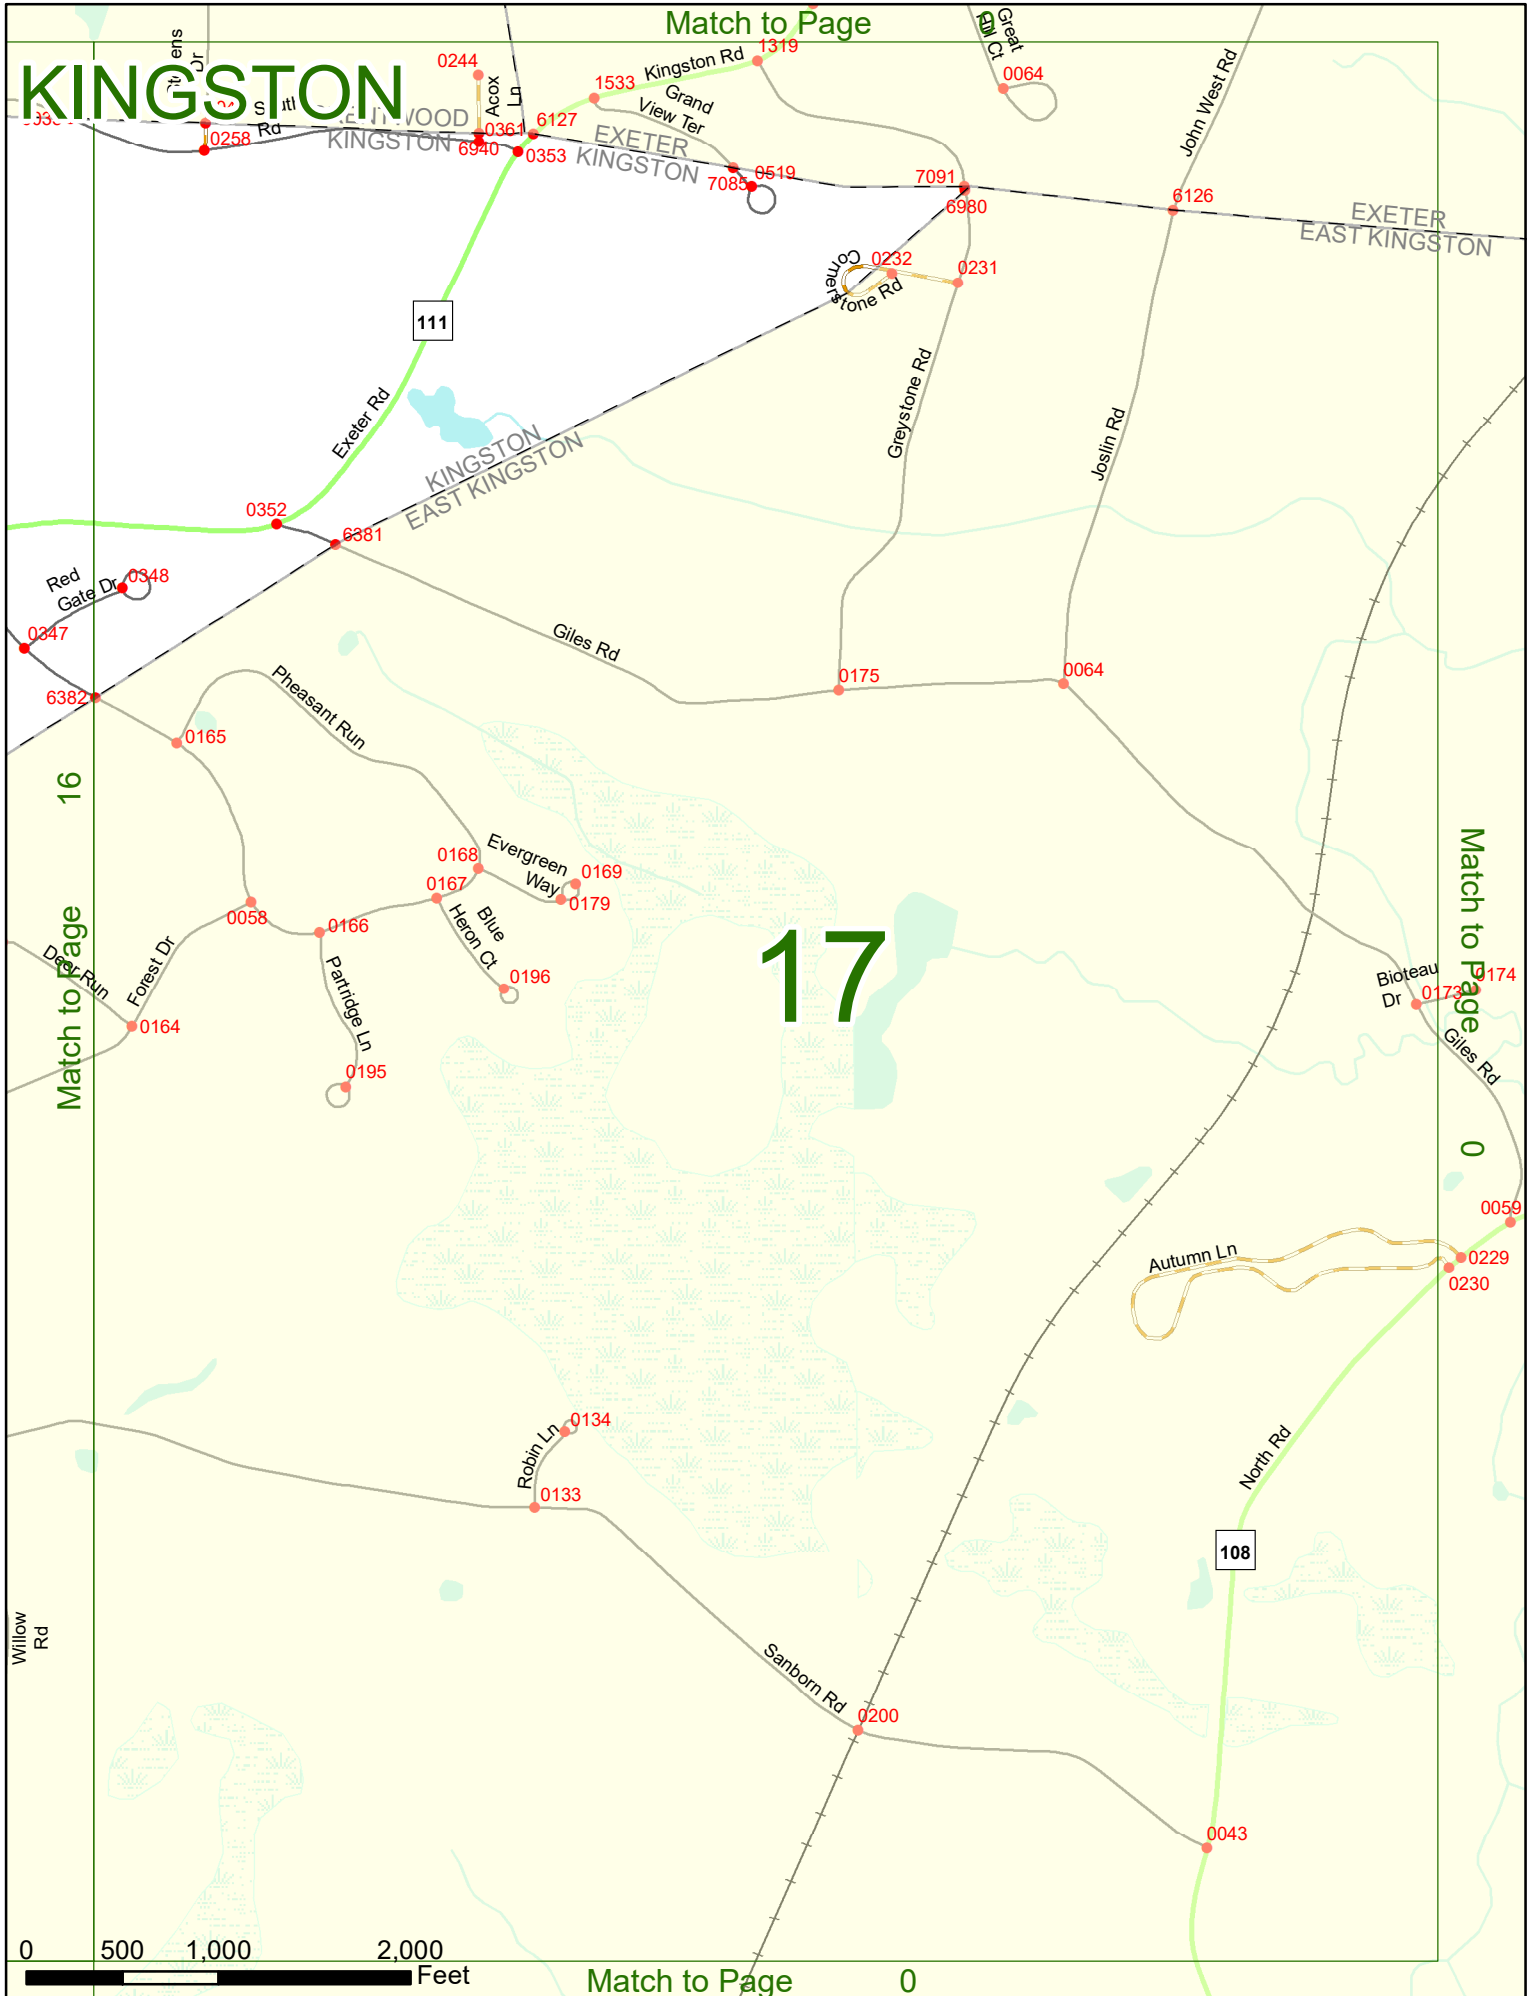 Match to Page
0
KINGSTON
Great
Hill Ct
0064
1319
Kingston Rd
1533
Grand
View Ter
0244
Acox
Ln
Dr
0258
Rd
KINGSTON
0361
6940
6127
0353
EXETER
KINGSTON
7085
0519
7091
6980
John West Rd
6126
EXETER
EAST KINGSTON
0232
0231
Cornerstone Rd
111
Exeter Rd
Greystone Rd
Joslin Rd
KINGSTON
EAST KINGSTON
0352
6381
Red
Gate Dr
0348
0347
6382
Giles Rd
0175
0064
0165
Pheasant Run
16
Match to Page
0168
Evergreen
Way
0169
0179
0167
0058
0166
Blue
Heron Ct
0196
Deer Run
Forest Dr
Partridge Ln
0164
0195
17
Match to Page
0
Bioteau
Dr
0173
0174
Giles Rd
0059
Autumn Ln
0229
0230
Robin Ln
0134
0133
North Rd
108
Willow
Rd
Sanborn Rd
0200
0043
0 500 1,000 2,000
Feet
Match to Page 0